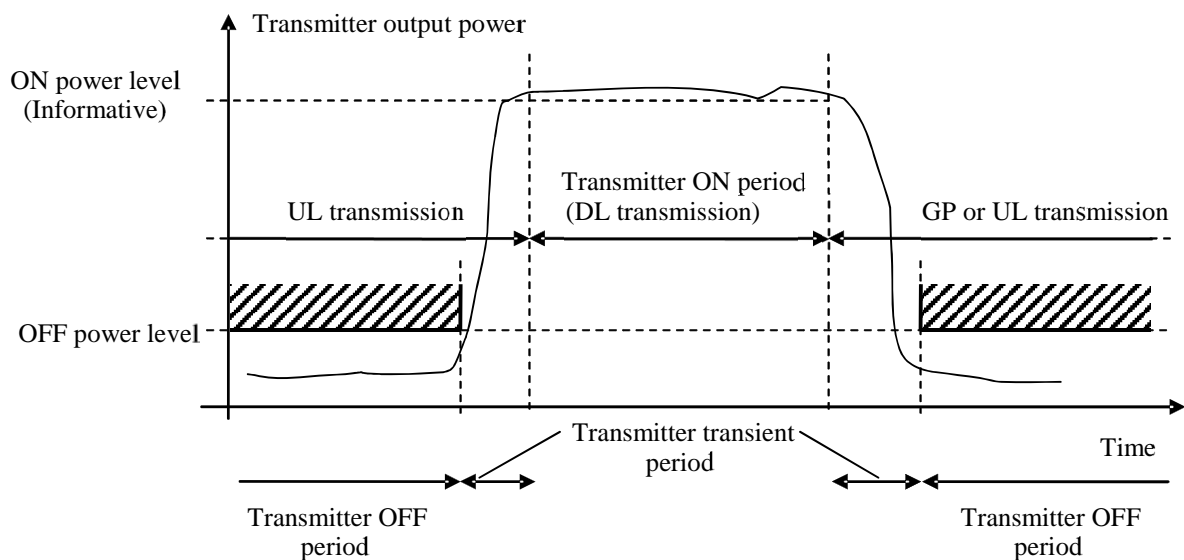 Transmitter output power
ON power level
(Informative)
Transmitter ON period
(DL transmission)
UL transmission
GP or UL transmission
OFF power level
Transmitter transient
period
Time
Transmitter OFF
period
Transmitter OFF
period